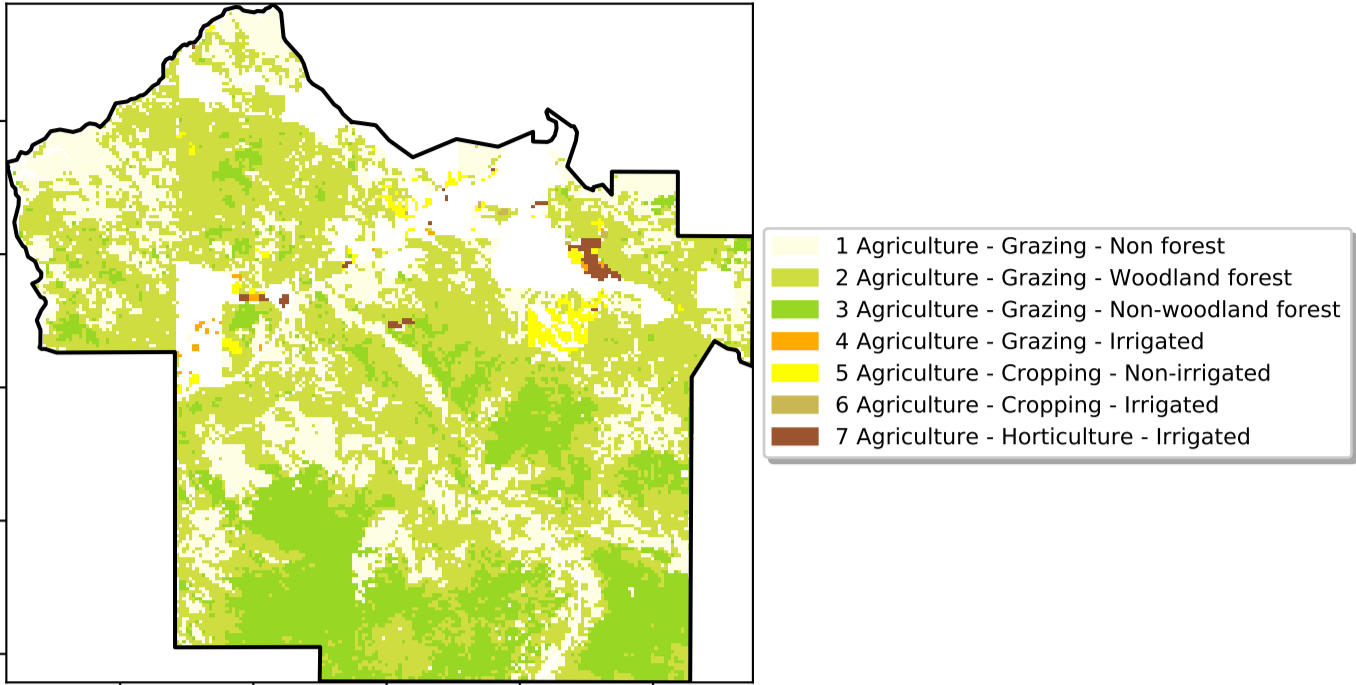 1 Agriculture - Grazing - Non forest
2 Agriculture - Grazing - Woodland forest
3 Agriculture - Grazing - Non-woodland forest
4 Agriculture - Grazing - Irrigated
5 Agriculture - Cropping - Non-irrigated
6 Agriculture - Cropping - Irrigated
7 Agriculture - Horticulture - Irrigated